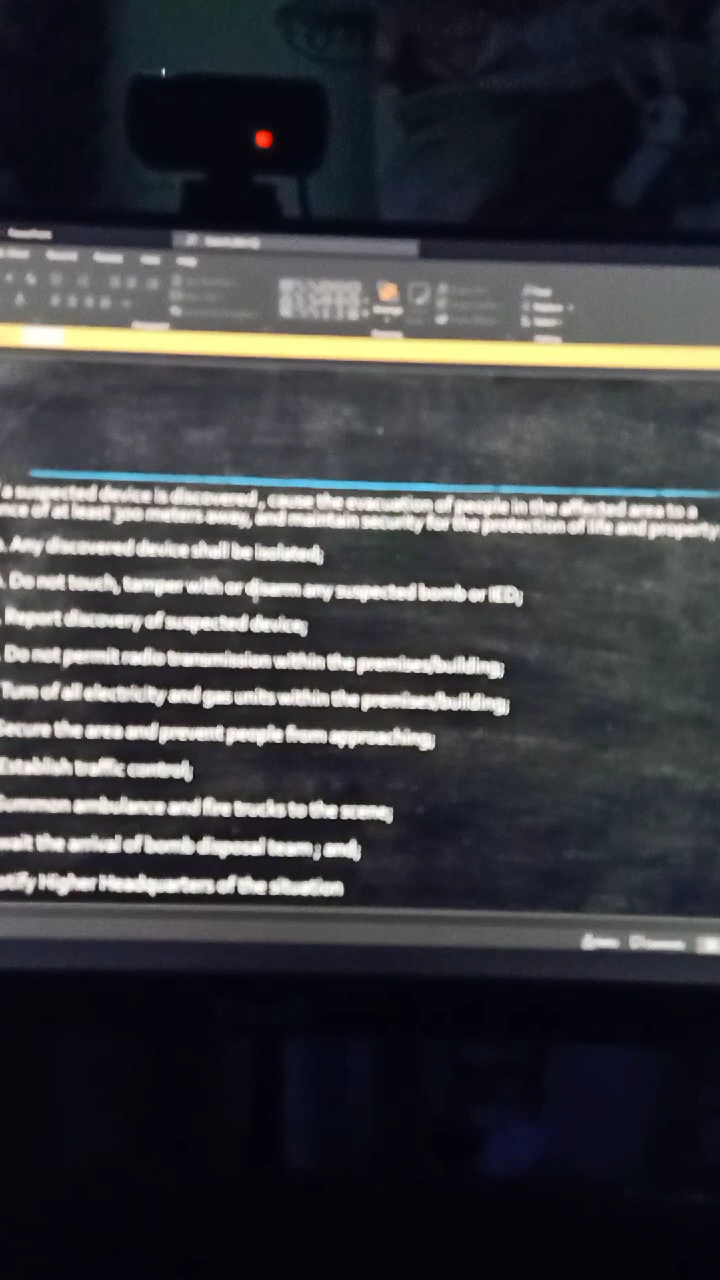 a suspected device is discovered , cause the evacuation of people in the affected area to a
of at least 300 meters away, and maintain security for the protection of life and property
Any discovered device shall be isolated;
Do not touch, tamper with or disarm any suspected bomb or IED;
Report discovery of suspected device;
Do not permit radio transmission within the premises/building;
Turn of all electricity and gas units within the premises/building;
Secure the area and prevent people from approaching;
Establish traffic control;
ummon ambulance and fire trucks to the scene;
wait the arrival of bomb disposal team ; and;
otify Higher Headquarters of the situation